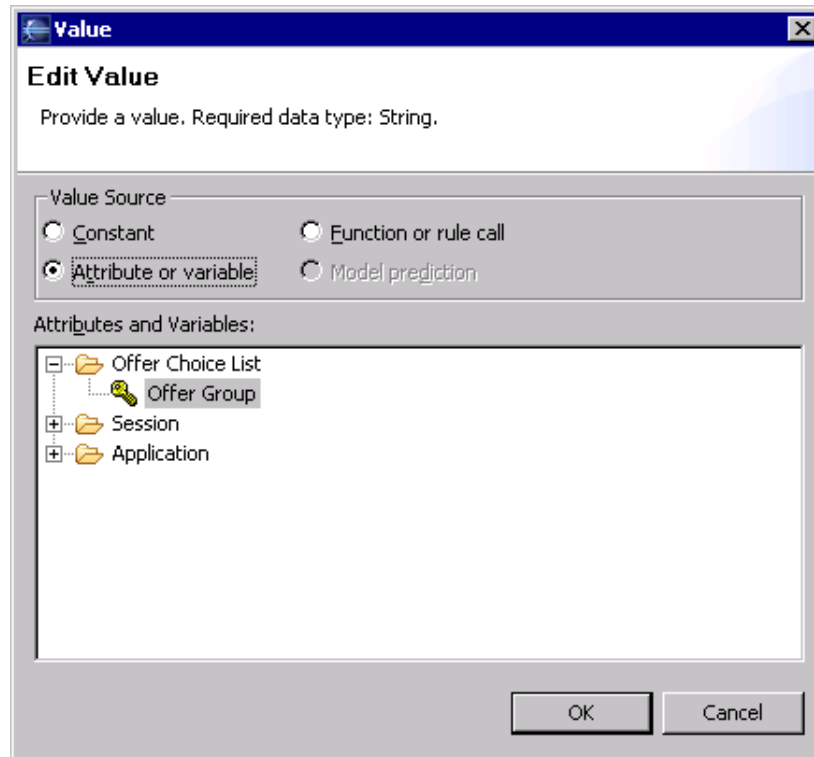 Value
Edit Value
Provide a value. Required data type: String.
Value Source
Constant
Function or rule call
Attribute or variable
Model prediction
Attributes and Variables:
Offer Choice List
Offer Group
Session
Application
OK
Cancel